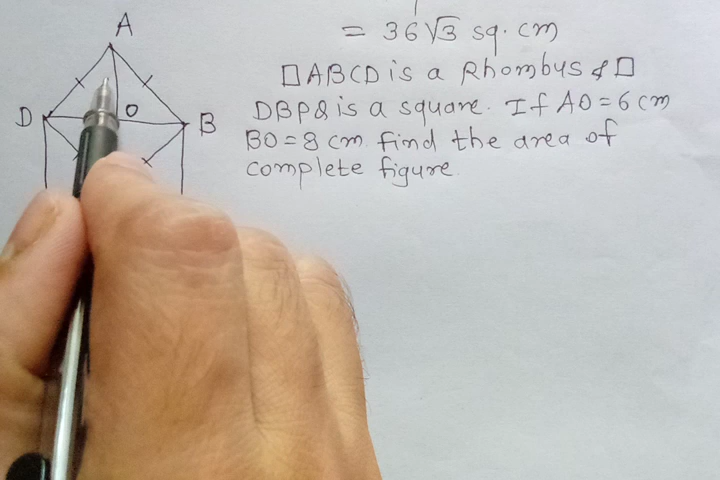 A
= 36√3 sq. cm
□ABCD is a Rhombus & □
D O B
DBPQ is a square. If AO = 6 cm
BO = 8 cm find the area of
complete figure.